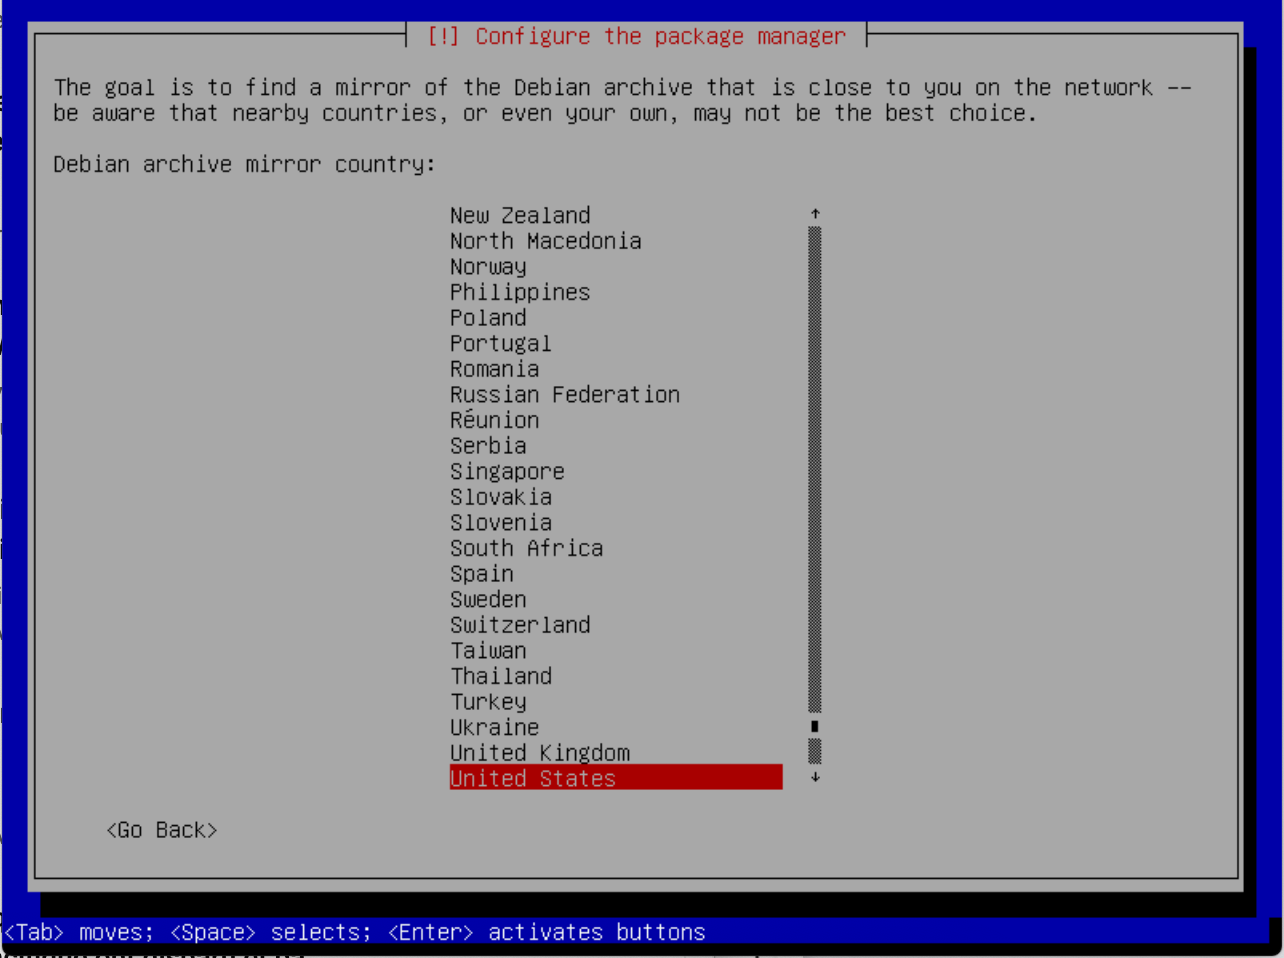 [!] Configure the package manager
The goal is to find a mirror of the Debian archive that is close to you on the network --
be aware that nearby countries, or even your own, may not be the best choice.
Debian archive mirror country:
New Zealand
North Macedonia
Norway
Philippines
Poland
Portugal
Romania
Russian Federation
Réunion
Serbia
Singapore
Slovakia
Slovenia
South Africa
Spain
Sweden
Switzerland
Taiwan
Thailand
Turkey
Ukraine
United Kingdom
United States
<Go Back>
<Tab> moves; <Space> selects; <Enter> activates buttons